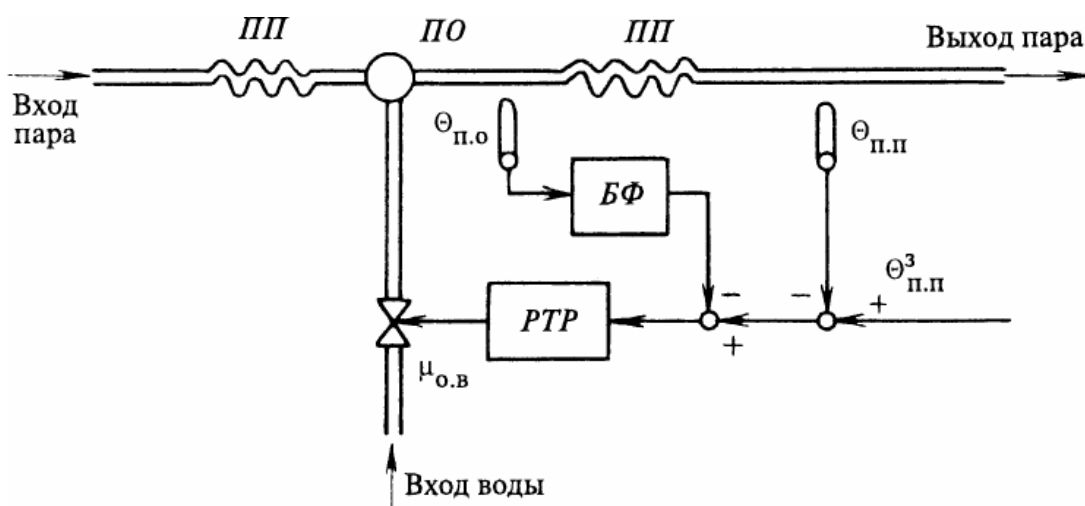 ПП
ПО
ПП
Выход пара
Вход
пара
Θп.о
Θп.п
БФ
Θ³п.п
− −
+
РТР
+
μо.в
Вход воды